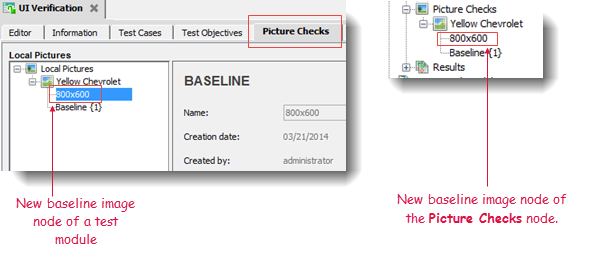 UI Verification
Editor
Information
Test Cases
Test Objectives
Picture Checks
Local Pictures
Local Pictures
Yellow Chevrolet
800x600
Baseline {1}
BASELINE
Name:
800x600
Creation date:
03/21/2014
Created by:
administrator
New baseline image
node of a test
module
Picture Checks
Yellow Chevrolet
800x600
Baseline {1}
Results
New baseline image node of
the Picture Checks node.